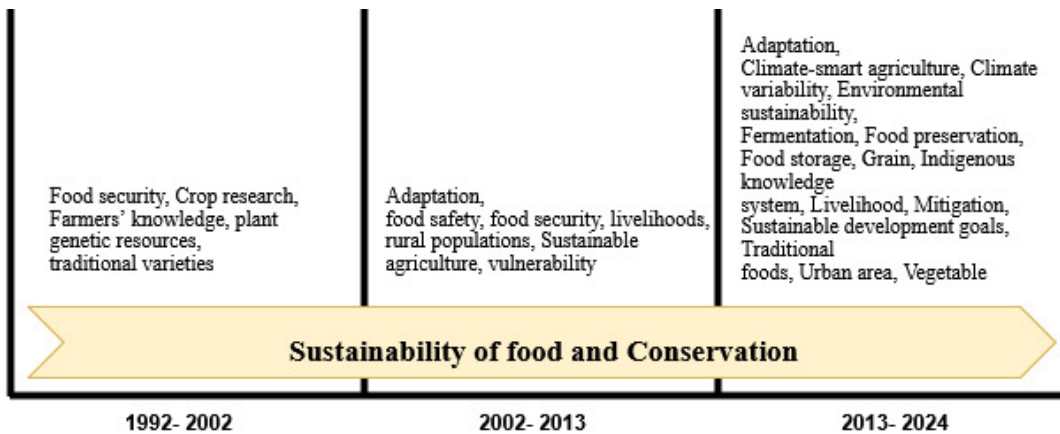 Food security, Crop research,
Farmers’ knowledge, plant
genetic resources,
traditional varieties
Adaptation,
food safety, food security, livelihoods,
rural populations, Sustainable
agriculture, vulnerability
Adaptation,
Climate-smart agriculture, Climate
variability, Environmental
sustainability,
Fermentation, Food preservation,
Food storage, Grain, Indigenous
knowledge
system, Livelihood, Mitigation,
Sustainable development goals,
Traditional
foods, Urban area, Vegetable
Sustainability of food and Conservation
1992- 2002
2002- 2013
2013- 2024